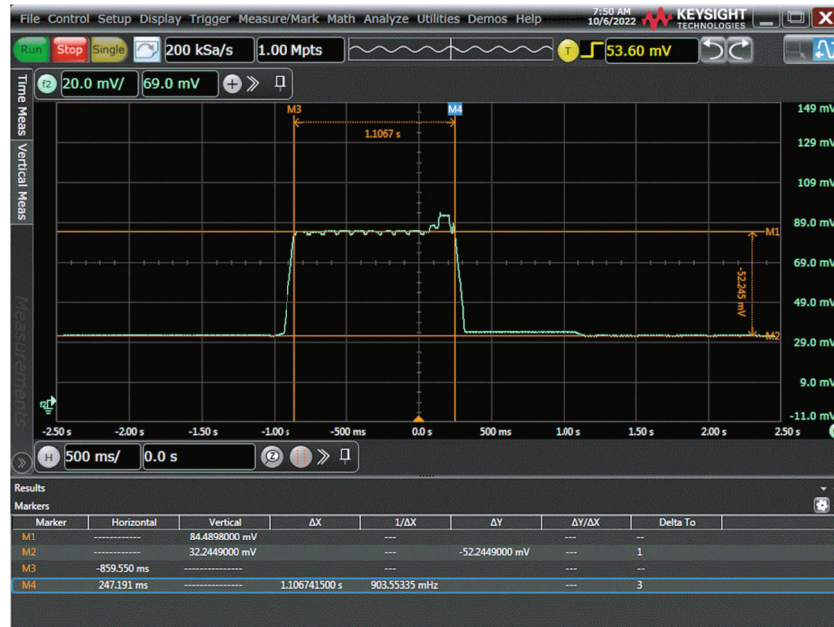 File Control Setup Display Trigger Measure/Mark Math Analyze Utilities Demos Help
7:50 AM
10/6/2022
KEYSIGHT
TECHNOLOGIES
Run Stop Single 200 kSa/s 1.00 Mpts T 53.60 mV
f2 20.0 mV/ 69.0 mV
Time Meas
Vertical Meas
Measurements
M3 M4
1.1067 s
149 mV
129 mV
109 mV
89.0 mV
M1
69.0 mV
-52.245 mV
49.0 mV
M2
29.0 mV
9.0 mV
-11.0 mV
-2.50 s -2.00 s -1.50 s -1.00 s -500 ms 0.0 s 500 ms 1.00 s 1.50 s 2.00 s 2.50 s
H 500 ms/ 0.0 s
Results
Markers
Marker Horizontal Vertical ΔX 1/ΔX ΔY ΔY/ΔX Delta To
M1 ------------ 84.4898000 mV --- --- --
M2 ------------ 32.2449000 mV --- -52.2449000 mV --- 1
M3 -859.550 ms --------------- --- --- --
M4 247.191 ms --------------- 1.106741500 s 903.55335 mHz --- 3